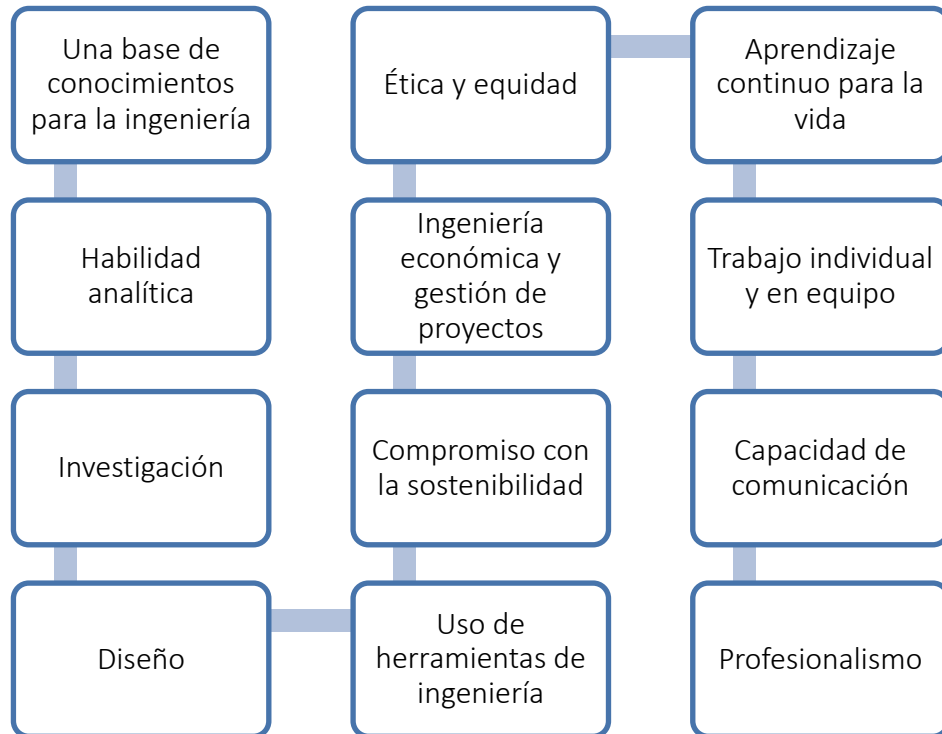 Una base de
conocimientos
para la ingeniería
Habilidad
analítica
Investigación
Diseño
Uso de
herramientas de
ingeniería
Compromiso con
la sostenibilidad
Ingeniería
económica y
gestión de
proyectos
Ética y equidad
Aprendizaje
continuo para la
vida
Trabajo individual
y en equipo
Capacidad de
comunicación
Profesionalismo